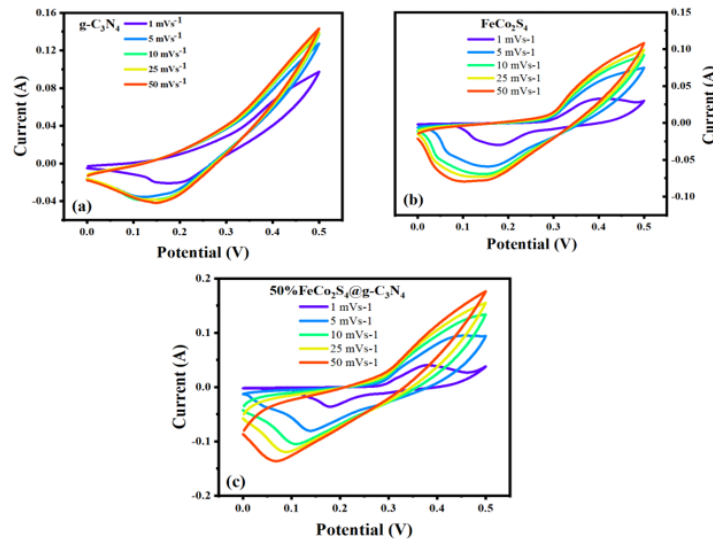 g-C₃N₄
1 mVs⁻¹
5 mVs⁻¹
10 mVs⁻¹
25 mVs⁻¹
50 mVs⁻¹
0.16
0.12
0.08
0.04
0.00
-0.04
Current (A)
(a)
0.0 0.1 0.2 0.3 0.4 0.5
Potential (V)
FeCo₂S₄
1 mVs-1
5 mVs-1
10 mVs-1
25 mVs-1
50 mVs-1
0.15
0.10
0.05
0.00
-0.05
-0.10
Current (A)
(b)
0.0 0.1 0.2 0.3 0.4 0.5
Potential (V)
50%FeCo₂S₄@g-C₃N₄
1 mVs-1
5 mVs-1
10 mVs-1
25 mVs-1
50 mVs-1
0.2
0.1
0.0
-0.1
-0.2
Current (A)
(c)
0.0 0.1 0.2 0.3 0.4 0.5
Potential (V)